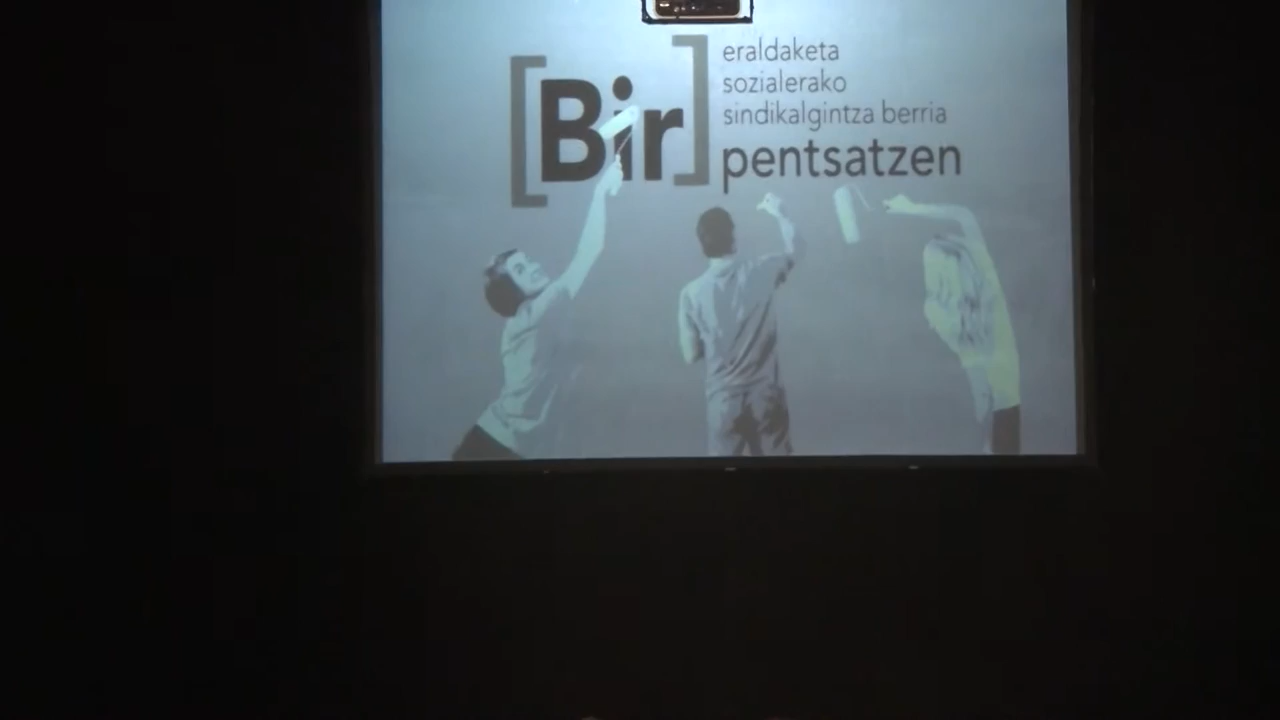 [Bir]
eraldaketa
sozialerako
sindikalgintza berria
pentsatzen